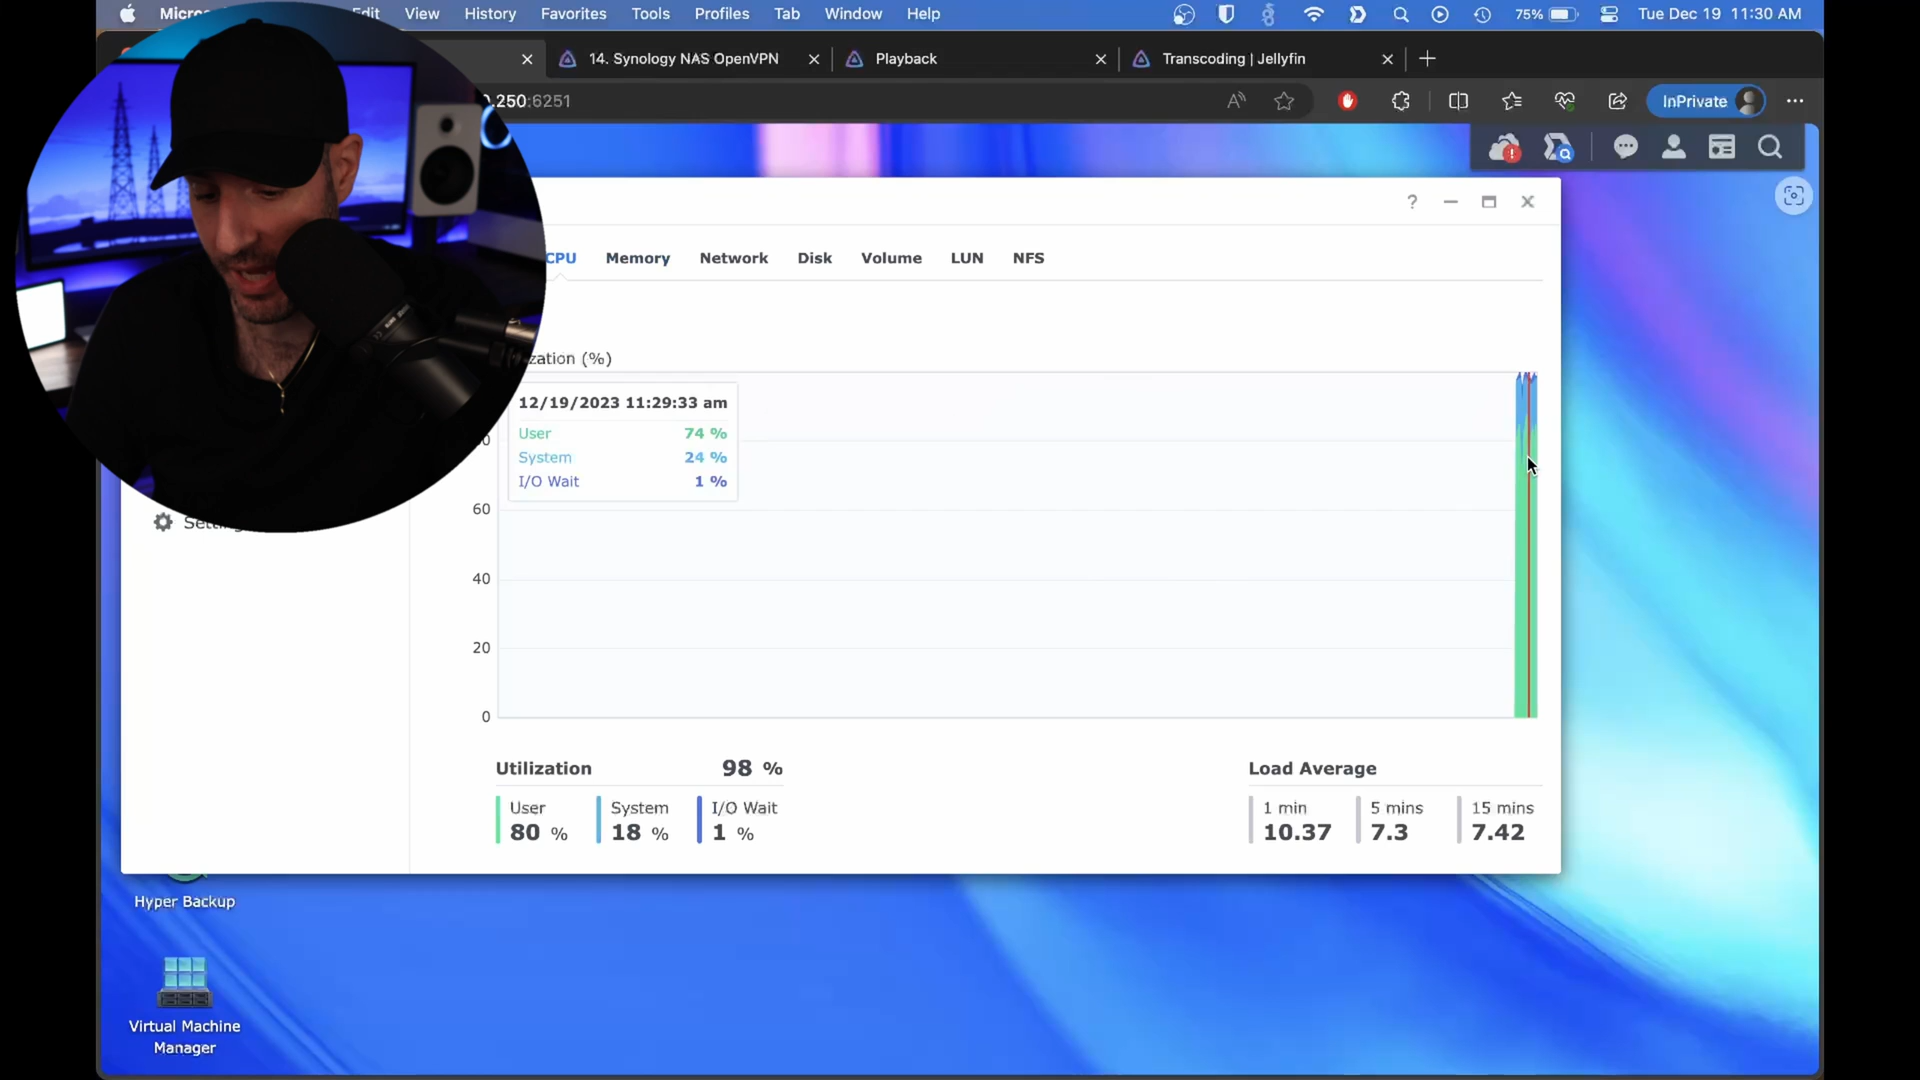 Edit View History Favorites Tools Profiles Tab Window Help 75% Tue Dec 19 11:30 AM
14. Synology NAS OpenVPN Playback Transcoding | Jellyfin
.250:6251 InPrivate
CPU Memory Network Disk Volume LUN NFS
12/19/2023 11:29:33 am
User 74 %
System 24 %
I/O Wait 1 %
60
40
20
0
Utilization 98 %
User System I/O Wait
80 % 18 % 1 %
Load Average
1 min 5 mins 15 mins
10.37 7.3 7.42
Hyper Backup
Virtual Machine
Manager